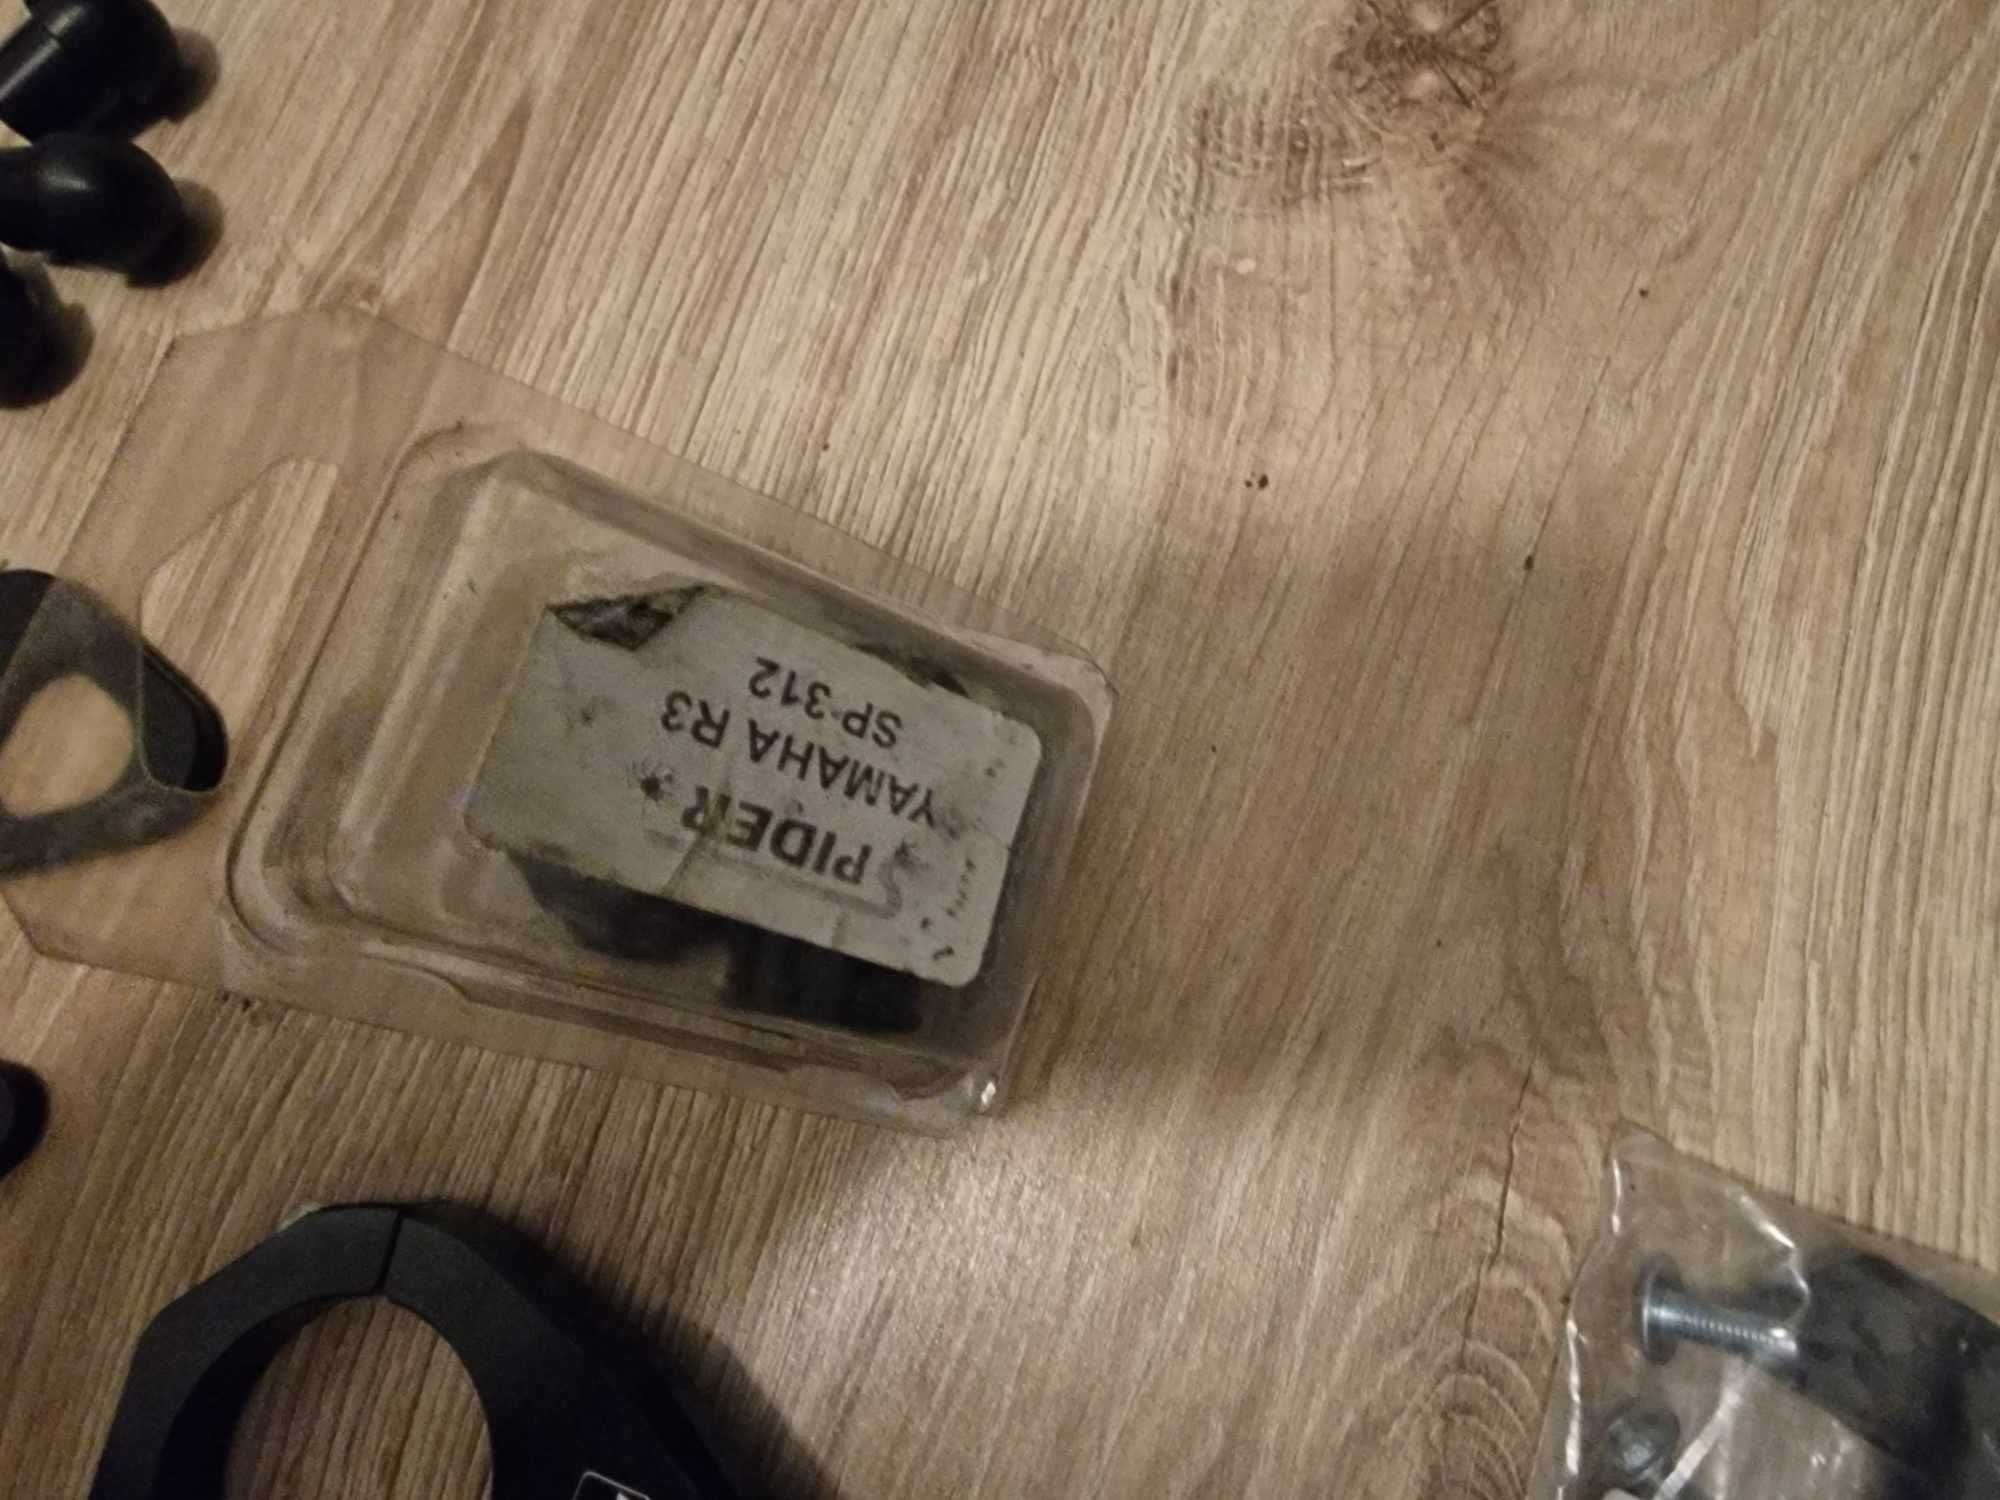 PIDER
YAMAHA R3
SP-312